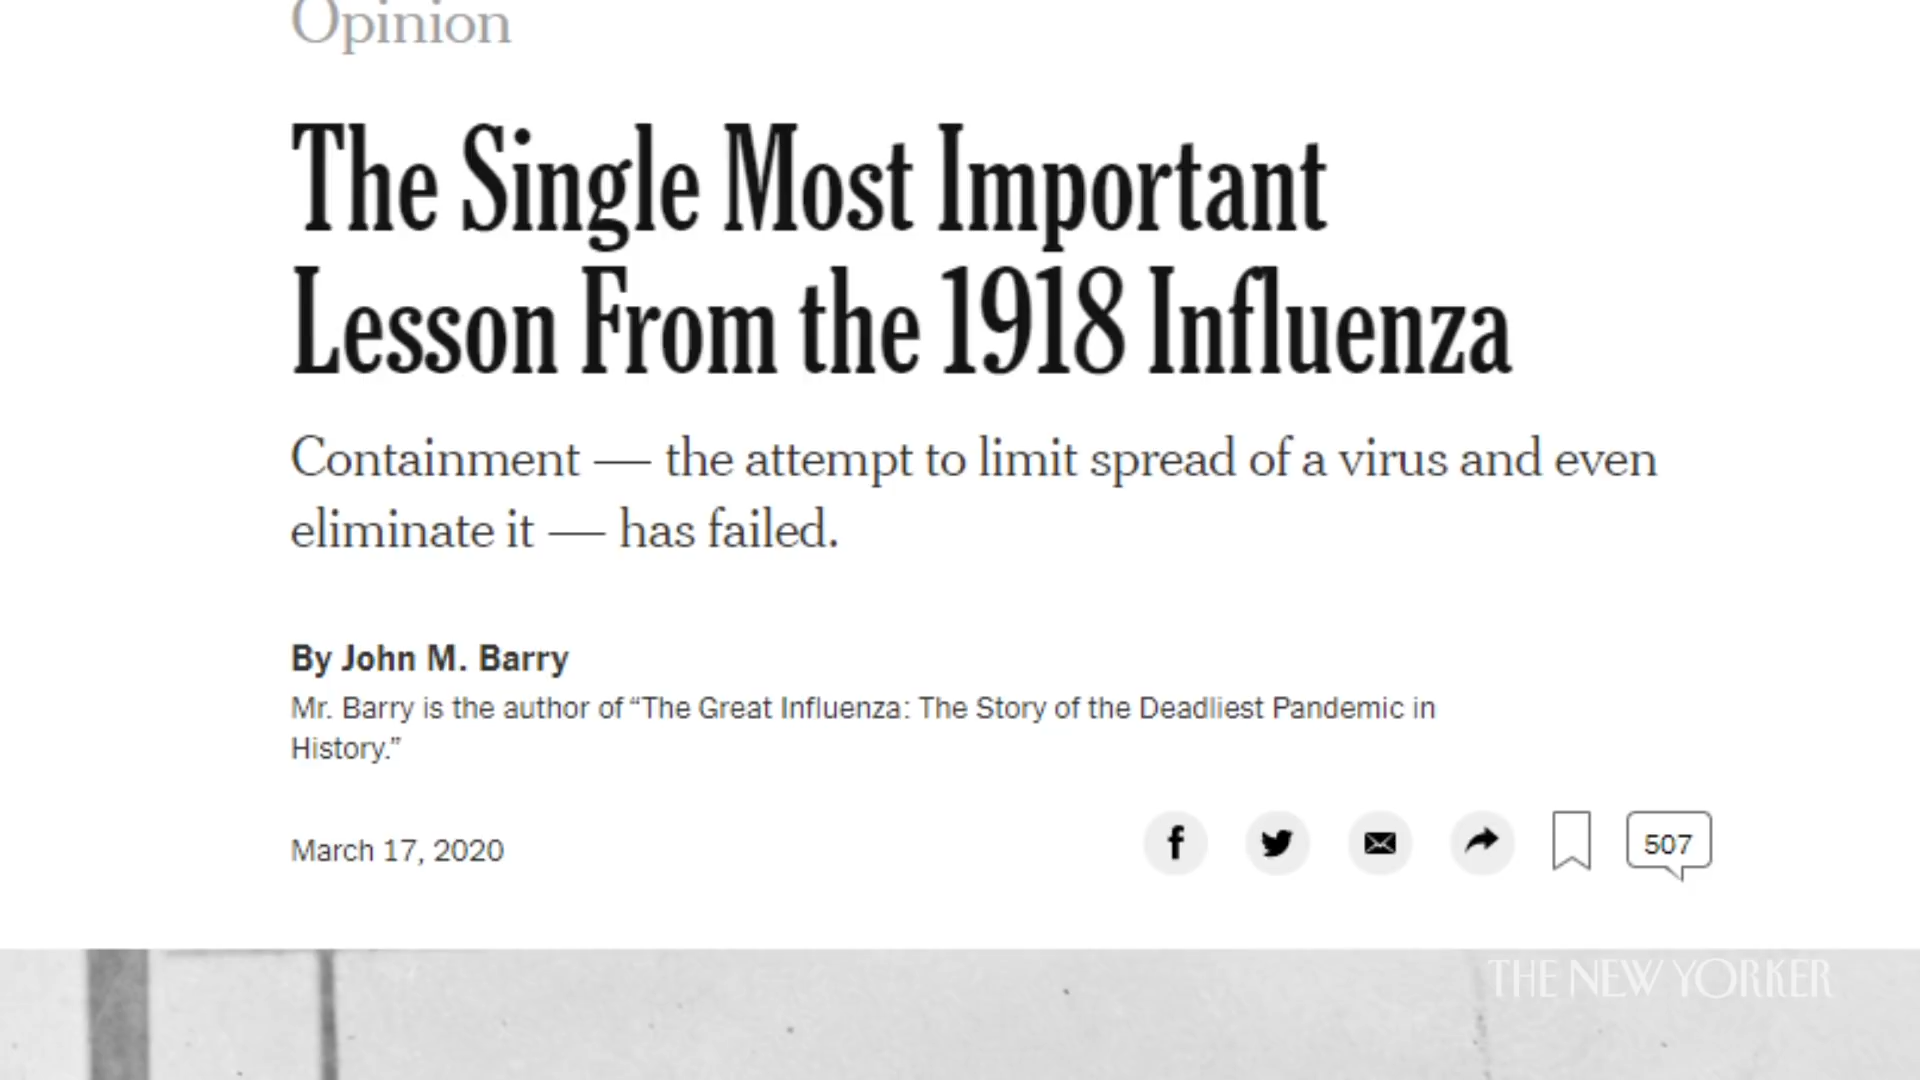 Opinion
The Single Most Important
Lesson From the 1918 Influenza
Containment — the attempt to limit spread of a virus and even
eliminate it — has failed.
By John M. Barry
Mr. Barry is the author of “The Great Influenza: The Story of the Deadliest Pandemic in
History.”
March 17, 2020
507
THE NEW YORKER